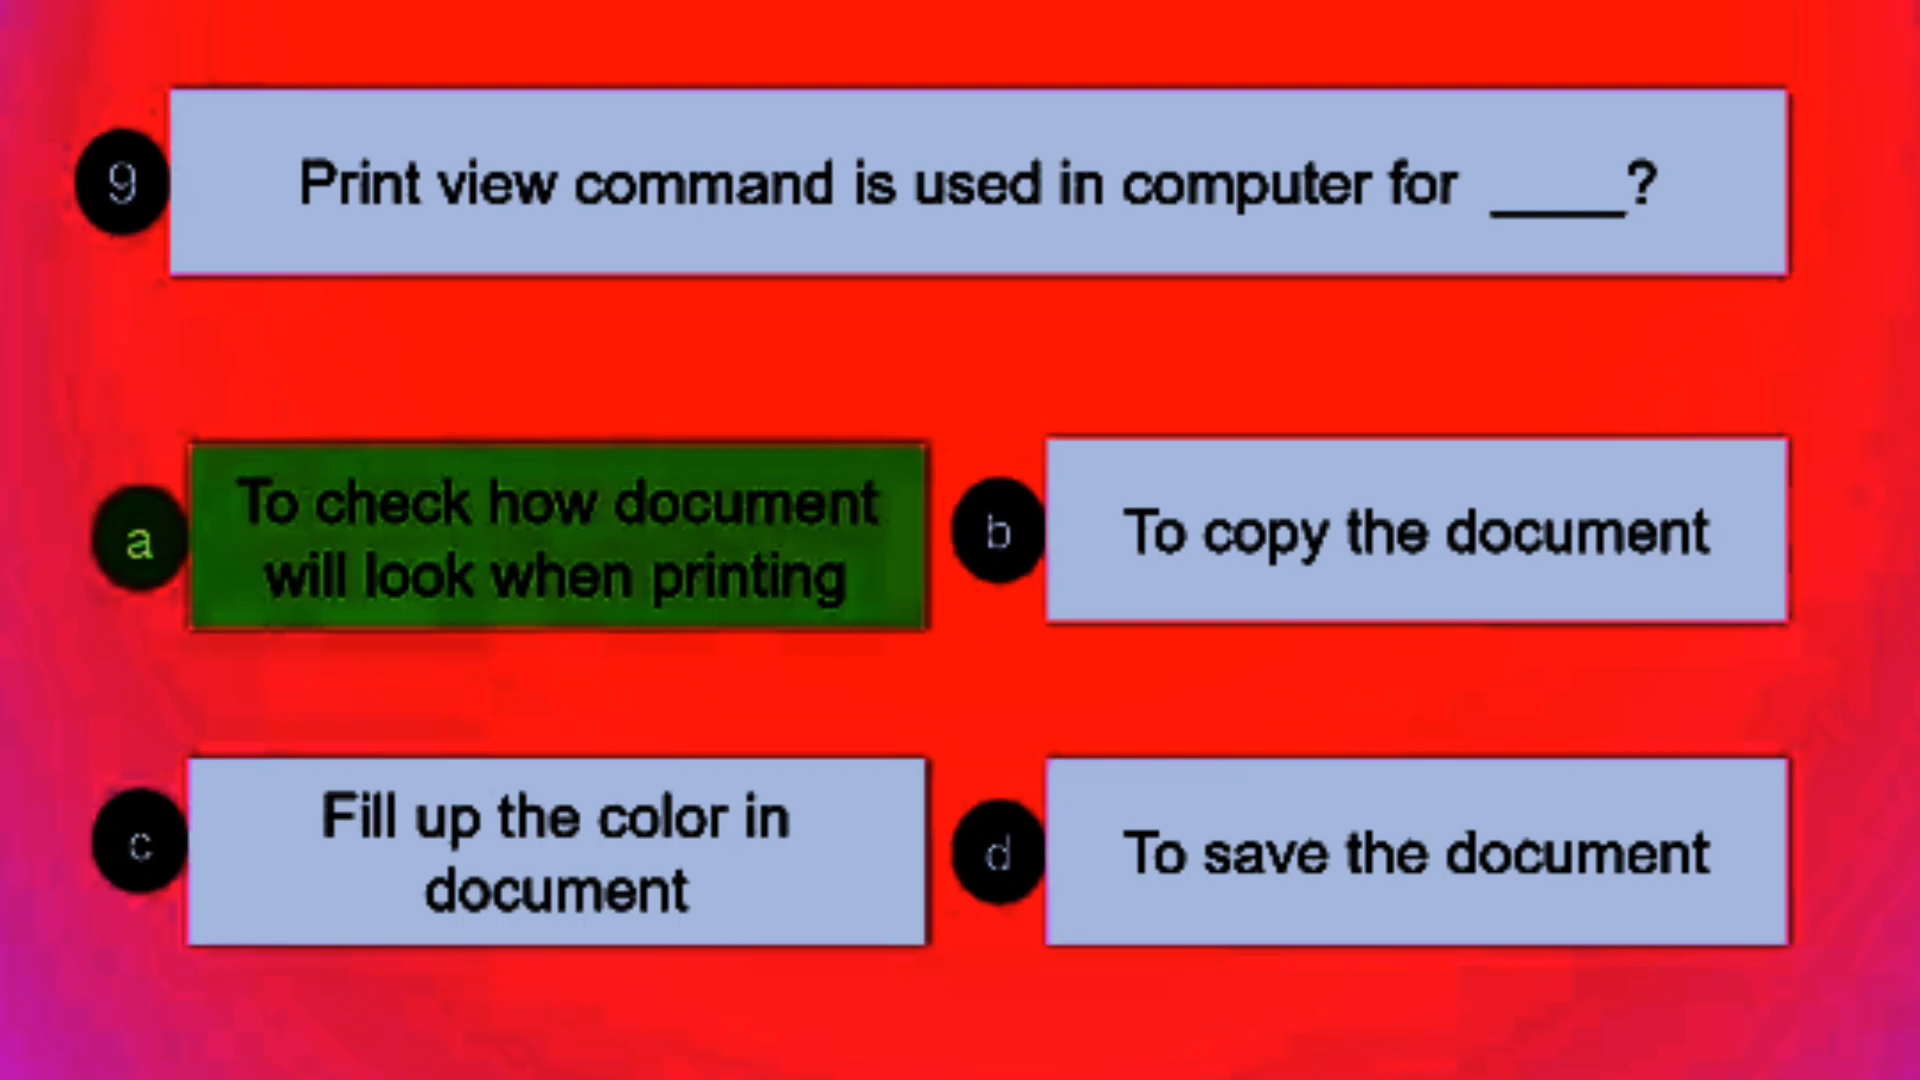 9 Print view command is used in computer for ____?
a To check how document
will look when printing
b To copy the document
c Fill up the color in
document
d To save the document